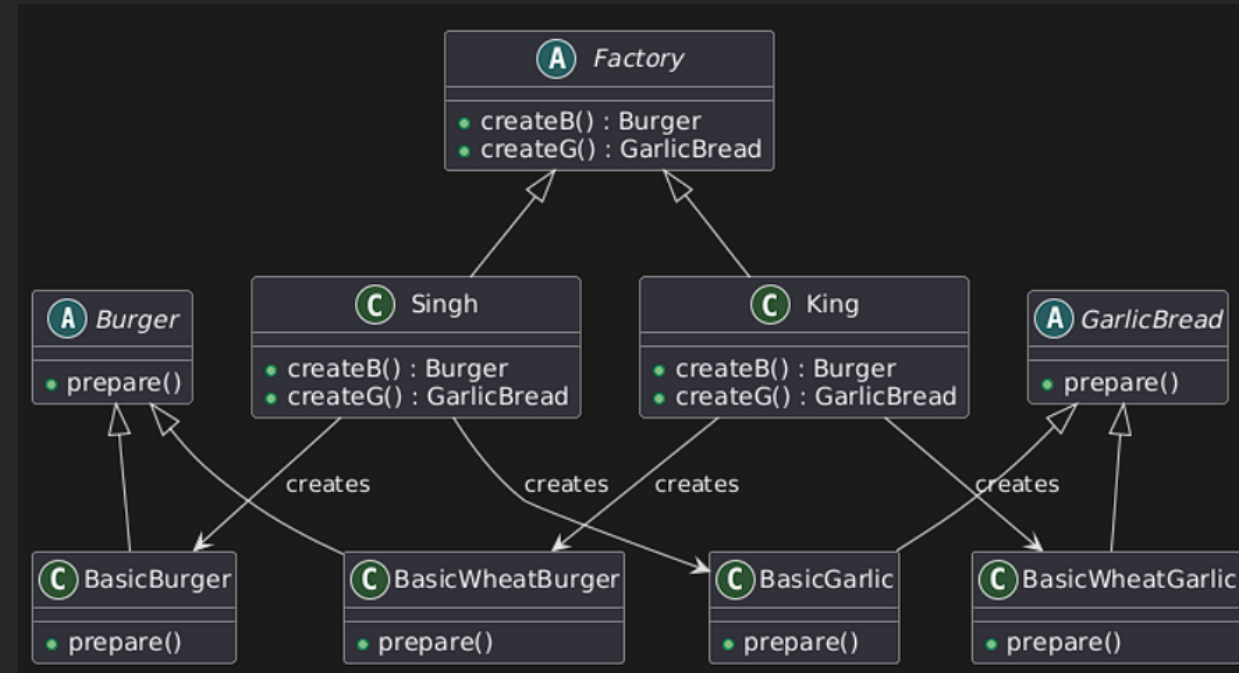 A Factory
createB() : Burger
createG() : GarlicBread
A Burger
prepare()
C Singh
createB() : Burger
createG() : GarlicBread
C King
createB() : Burger
createG() : GarlicBread
A GarlicBread
prepare()
creates
creates
creates
creates
C BasicBurger
prepare()
C BasicWheatBurger
prepare()
C BasicGarlic
prepare()
C BasicWheatGarlic
prepare()